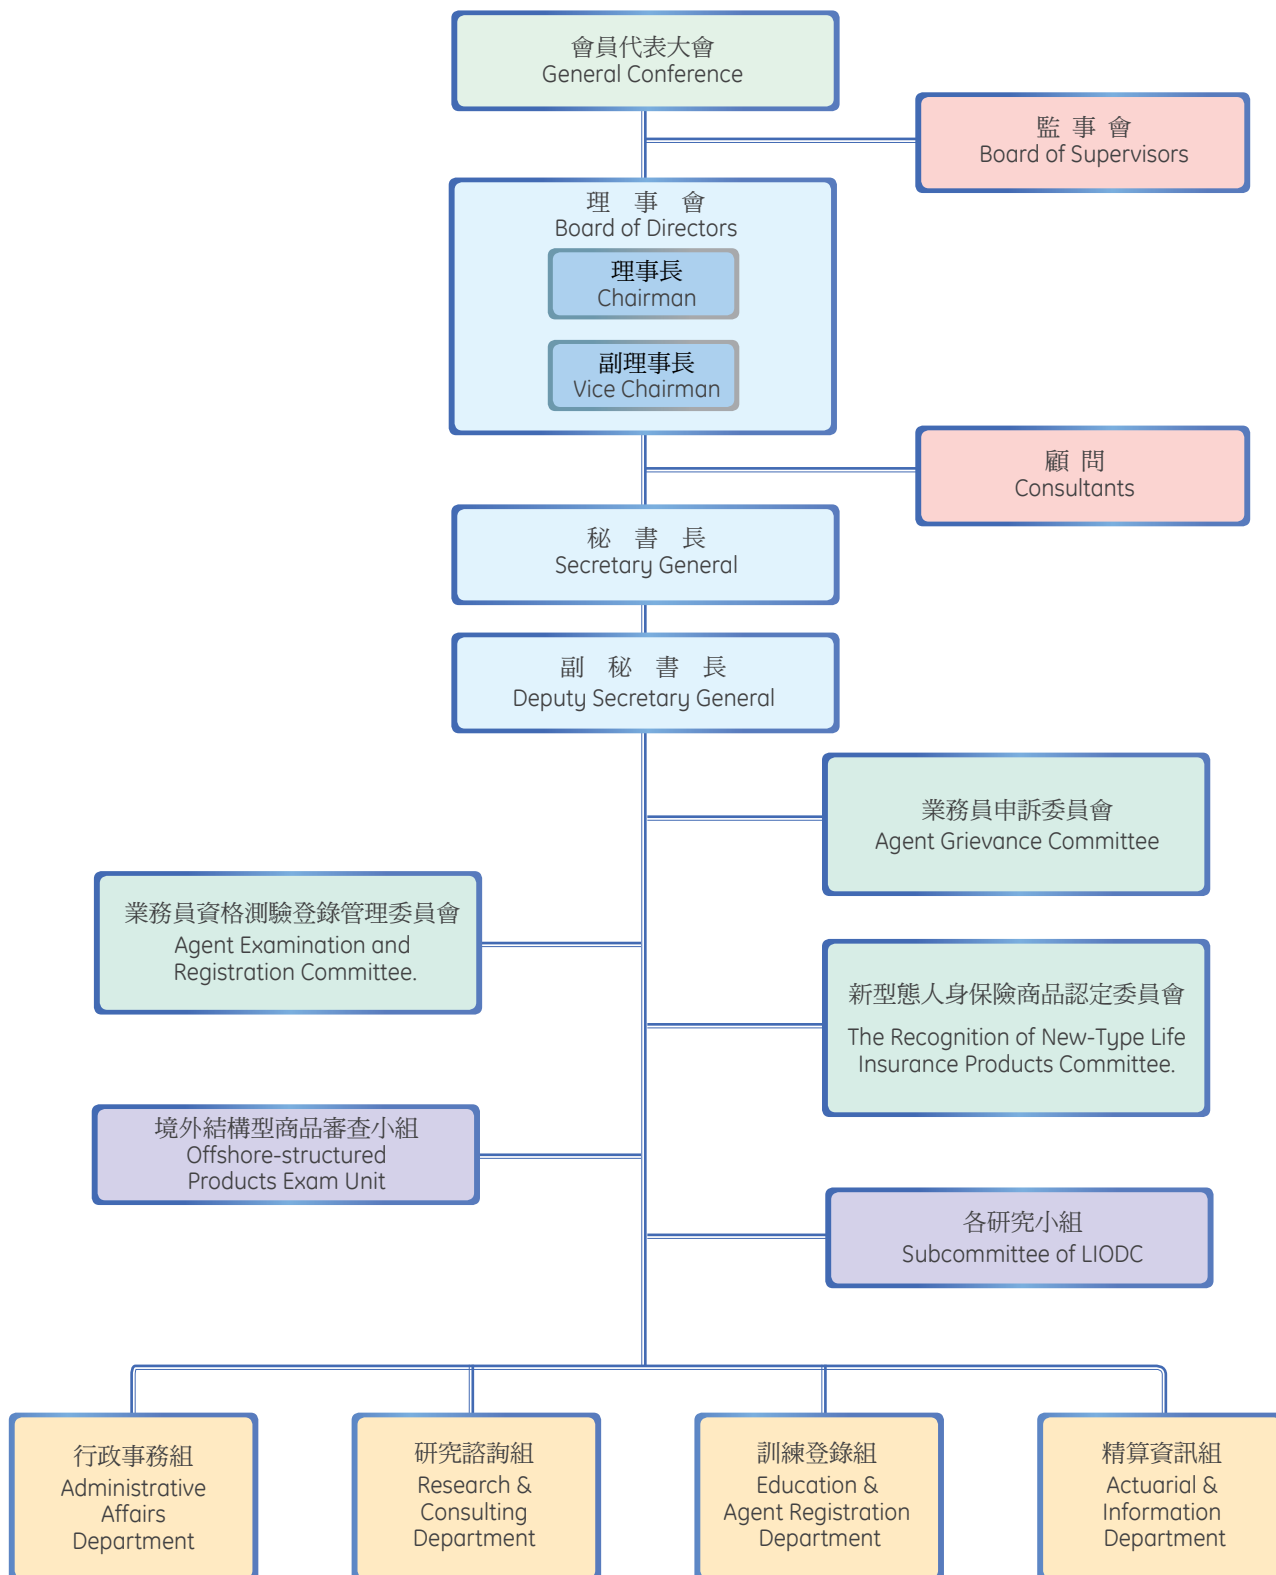 會員代表大會
General Conference
監 事 會
Board of Supervisors
理 事 會
Board of Directors
理事長
Chairman
副理事長
Vice Chairman
顧 問
Consultants
秘 書 長
Secretary General
副 秘 書 長
Deputy Secretary General
業務員申訴委員會
Agent Grievance Committee
業務員資格測驗登錄管理委員會
Agent Examination and
Registration Committee.
新型態人身保險商品認定委員會
The Recognition of New-Type Life
Insurance Products Committee.
境外結構型商品審查小組
Offshore-structured
Products Exam Unit
各研究小組
Subcommittee of LIODC
行政事務組
Administrative
Affairs
Department
研究諮詢組
Research &
Consulting
Department
訓練登錄組
Education &
Agent Registration
Department
精算資訊組
Actuarial &
Information
Department